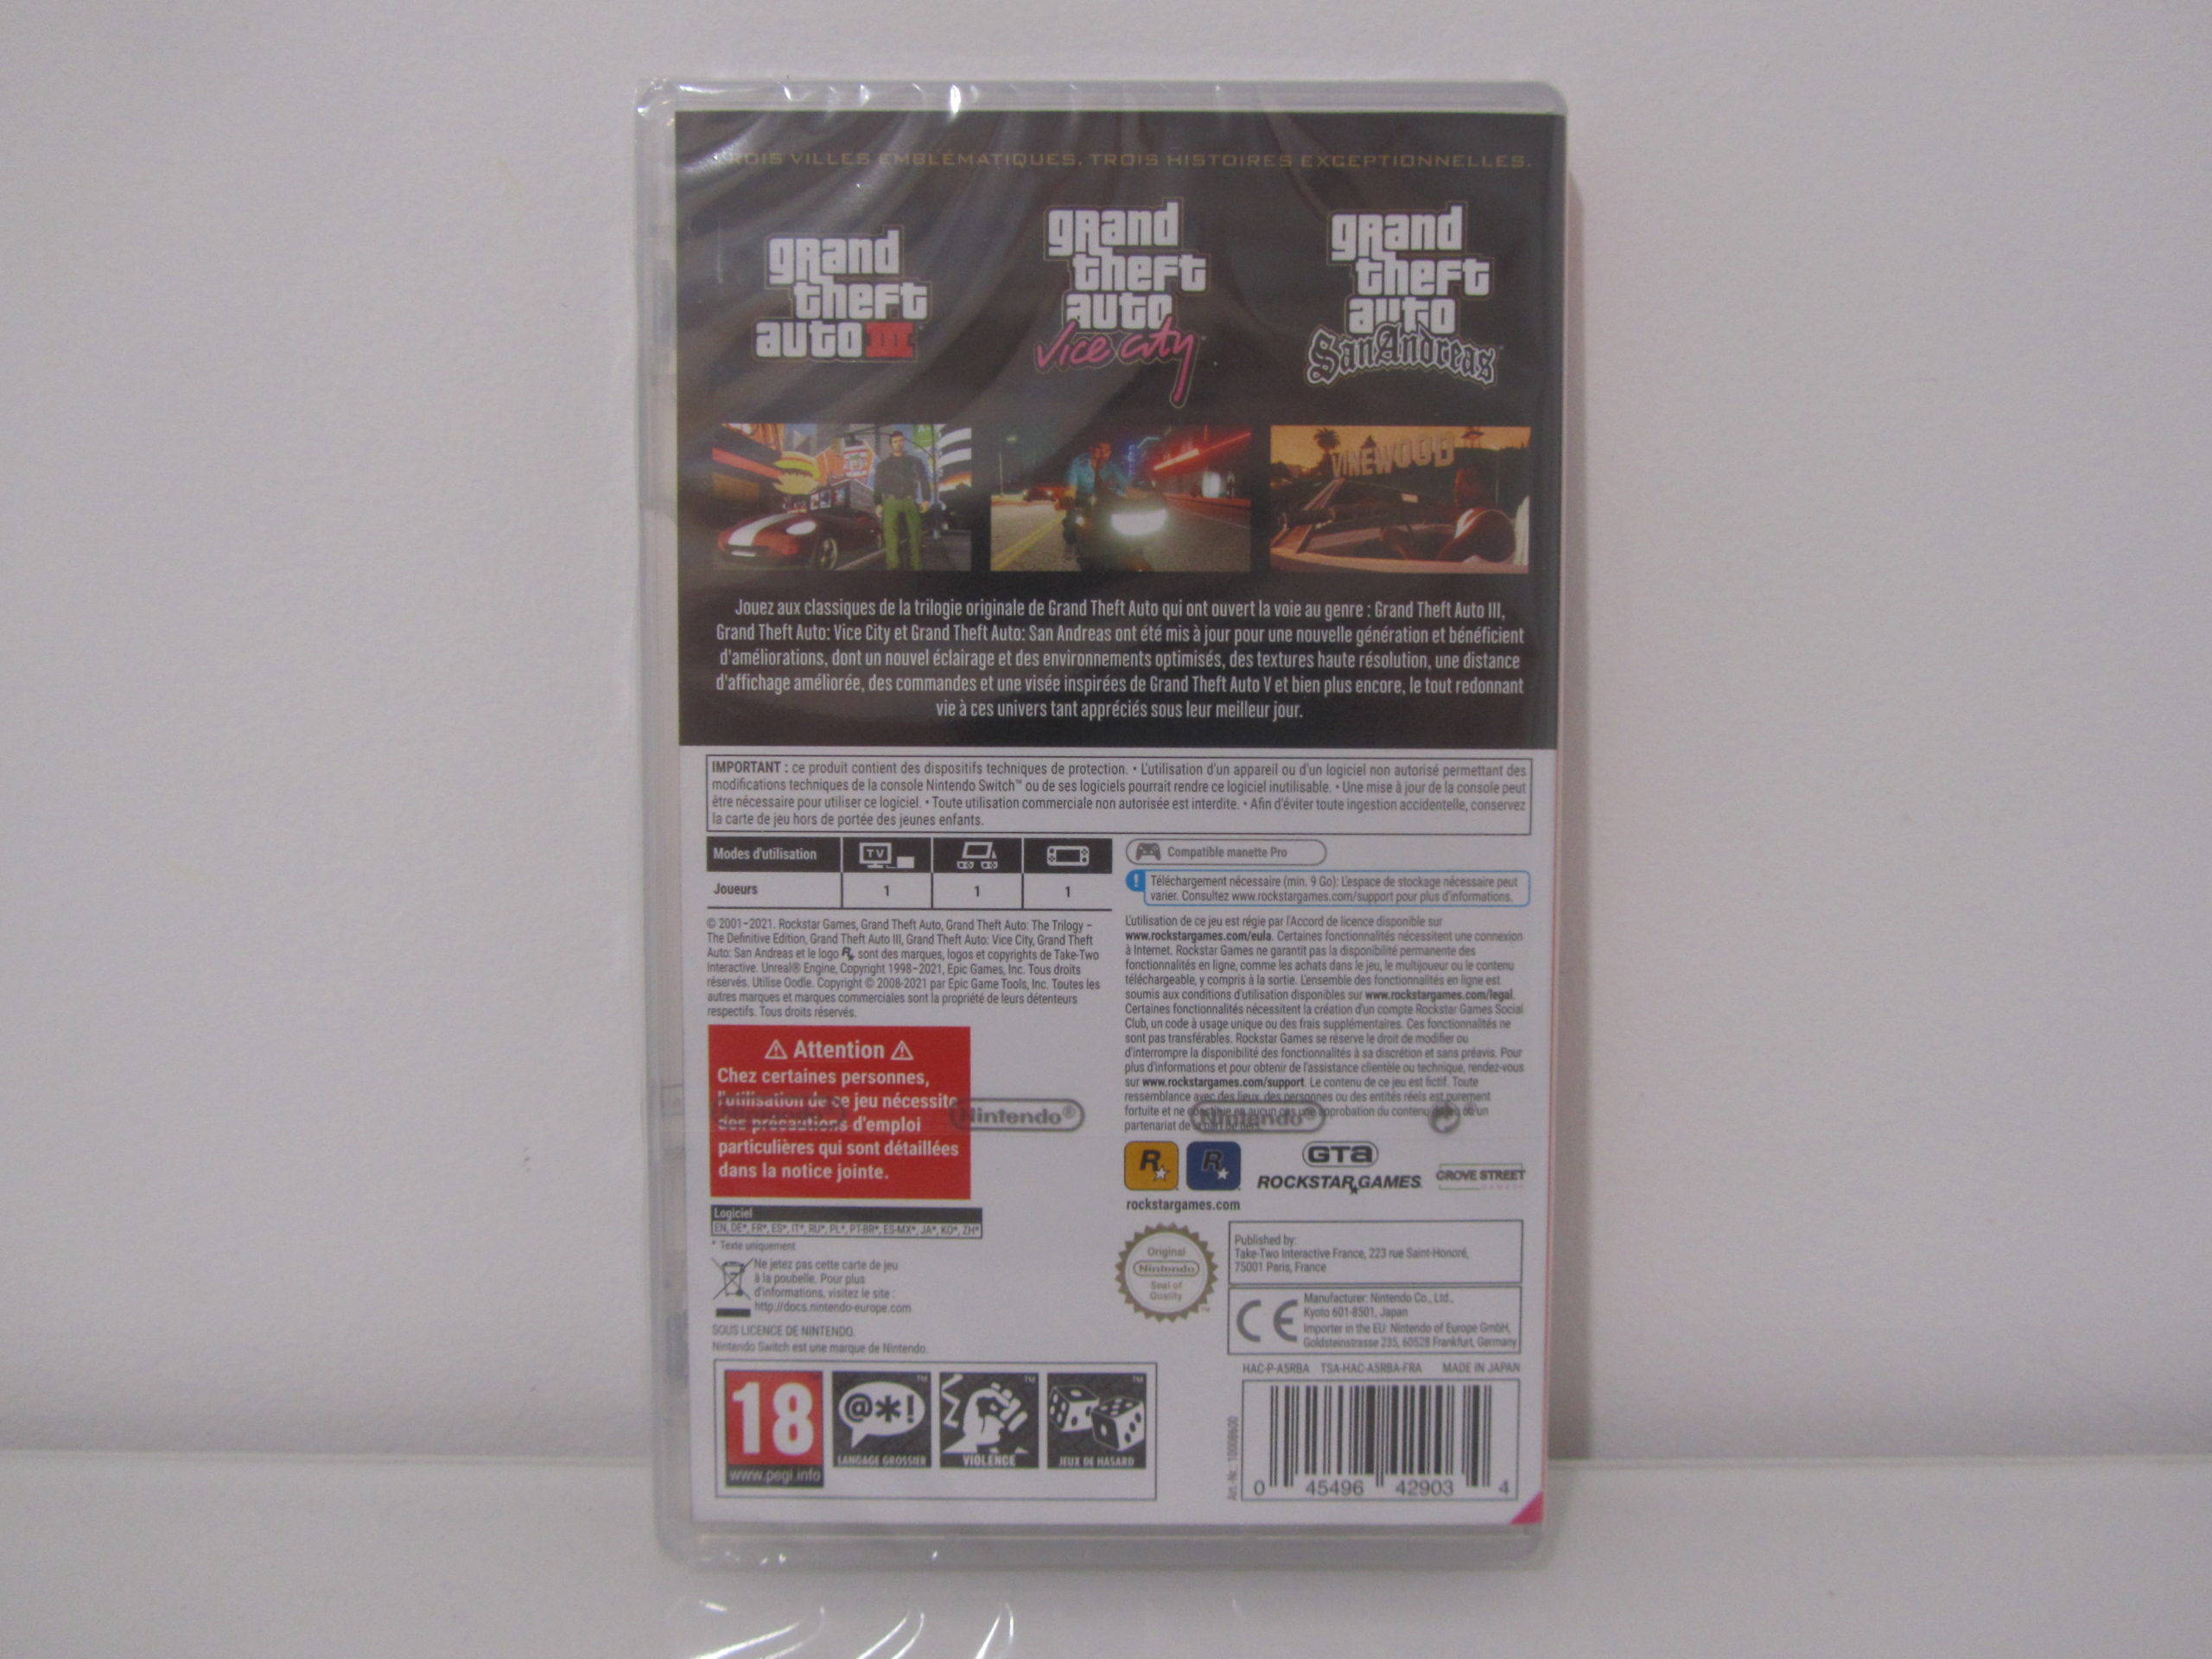 TROIS VILLES EMBLÉMATIQUES. TROIS HISTOIRES EXCEPTIONNELLES.
grand theft auto III
grand theft auto Vice City
grand theft auto San Andreas
VINEWOOD
Jouez aux classiques de la trilogie originale de Grand Theft Auto qui ont ouvert la voie au genre : Grand Theft Auto III,
Grand Theft Auto: Vice City et Grand Theft Auto: San Andreas ont été mis à jour pour une nouvelle génération et bénéficient
d'améliorations, dont un nouvel éclairage et des environnements optimisés, des textures haute résolution, une distance
d'affichage améliorée, des commandes et une visée inspirées de Grand Theft Auto V et bien plus encore, le tout redonnant
vie à ces univers tant appréciés sous leur meilleur jour.
IMPORTANT : ce produit contient des dispositifs techniques de protection. • L'utilisation d'un appareil ou d'un logiciel non autorisé permettant des
modifications techniques de la console Nintendo Switch™ ou de ses logiciels pourrait rendre ce logiciel inutilisable. • Une mise à jour de la console peut
être nécessaire pour utiliser ce logiciel. • Toute utilisation commerciale non autorisée est interdite. • Afin d'éviter toute ingestion accidentelle, conservez
la carte de jeu hors de portée des jeunes enfants.
Modes d'utilisation TV
Joueurs 1 1 1
© 2001–2021. Rockstar Games, Grand Theft Auto, Grand Theft Auto: The Trilogy –
The Definitive Edition, Grand Theft Auto III, Grand Theft Auto: Vice City, Grand Theft
Auto: San Andreas et le logo R★ sont des marques, logos et copyrights de Take-Two
Interactive. Unreal® Engine, Copyright 1998–2021, Epic Games, Inc. Tous droits
réservés. Utilise Oodle. Copyright © 2008-2021 par Epic Game Tools, Inc. Toutes les
autres marques et marques commerciales sont la propriété de leurs détenteurs
respectifs. Tous droits réservés.
Attention
Chez certaines personnes,
l'utilisation de ce jeu nécessite
des précautions d'emploi
particulières qui sont détaillées
dans la notice jointe.
Logiciel
EN, DE*, FR*, ES*, IT*, RU*, PL*, PT-BR*, ES-MX*, JA*, KO*, ZH*
* Texte uniquement
Ne jetez pas cette carte de jeu
à la poubelle. Pour plus
d'informations, visitez le site :
http://docs.nintendo-europe.com
SOUS LICENCE DE NINTENDO.
Nintendo Switch est une marque de Nintendo.
18
www.pegi.info
@*!
LANGAGE GROSSIER
VIOLENCE
JEUX DE HASARD
Compatible manette Pro
Téléchargement nécessaire (min. 9 Go): L'espace de stockage nécessaire peut
varier. Consultez www.rockstargames.com/support pour plus d'informations.
L'utilisation de ce jeu est régie par l'Accord de licence disponible sur
www.rockstargames.com/eula. Certaines fonctionnalités nécessitent une connexion
à Internet. Rockstar Games ne garantit pas la disponibilité permanente des
fonctionnalités en ligne, comme les achats dans le jeu, le multijoueur ou le contenu
téléchargeable, y compris à la sortie. L'ensemble des fonctionnalités en ligne est
soumis aux conditions d'utilisation disponibles sur www.rockstargames.com/legal.
Certaines fonctionnalités nécessitent la création d'un compte Rockstar Games Social
Club, un code à usage unique ou des frais supplémentaires. Ces fonctionnalités ne
sont pas transférables. Rockstar Games se réserve le droit de modifier ou
d'interrompre la disponibilité des fonctionnalités à sa discrétion et sans préavis. Pour
plus d'informations et pour obtenir de l'assistance clientèle ou technique, rendez-vous
sur www.rockstargames.com/support. Le contenu de ce jeu est fictif. Toute
ressemblance avec des lieux, des personnes ou des entités réels est purement
fortuite et ne constitue en aucun cas une approbation du contenu ou un
partenariat de
Nintendo®
Nintendo®
R★
R★
GTA
ROCKSTAR GAMES
GROVE STREET
GAMES
rockstargames.com
Original
Nintendo
Seal of
Quality
Published by:
Take-Two Interactive France, 223 rue Saint-Honoré,
75001 Paris, France
CE
Manufacturer: Nintendo Co., Ltd.,
Kyoto 601-8501, Japan
Importer in the EU: Nintendo of Europe GmbH,
Goldsteinstrasse 235, 60528 Frankfurt, Germany
HAC-P-A5RBA TSA-HAC-A5RBA-FRA MADE IN JAPAN
Art.-Nr.: 10008600
0 45496 42903 4